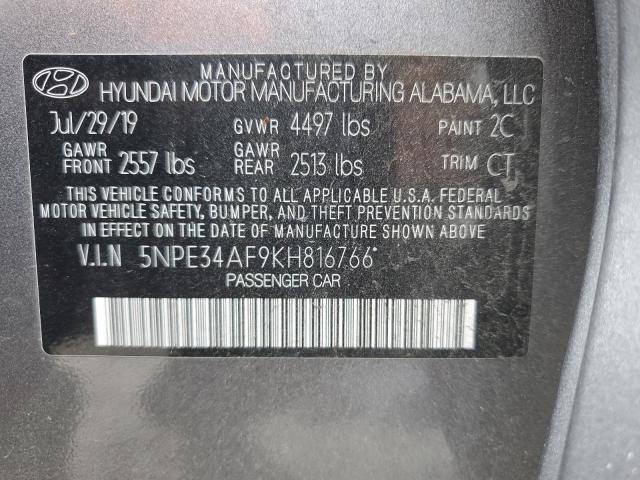 MANUFACTURED BY
HYUNDAI MOTOR MANUFACTURING ALABAMA, LLC
Jul/29/19 GVWR 4497 lbs PAINT 2C
GAWR FRONT 2557 lbs GAWR REAR 2513 lbs TRIM CT
THIS VEHICLE CONFORMS TO ALL APPLICABLE U.S.A. FEDERAL
MOTOR VEHICLE SAFETY, BUMPER, AND THEFT PREVENTION STANDARDS
IN EFFECT ON THE DATE OF MANUFACTURE SHOWN ABOVE.
V.I.N 5NPE34AF9KH816766*
PASSENGER CAR